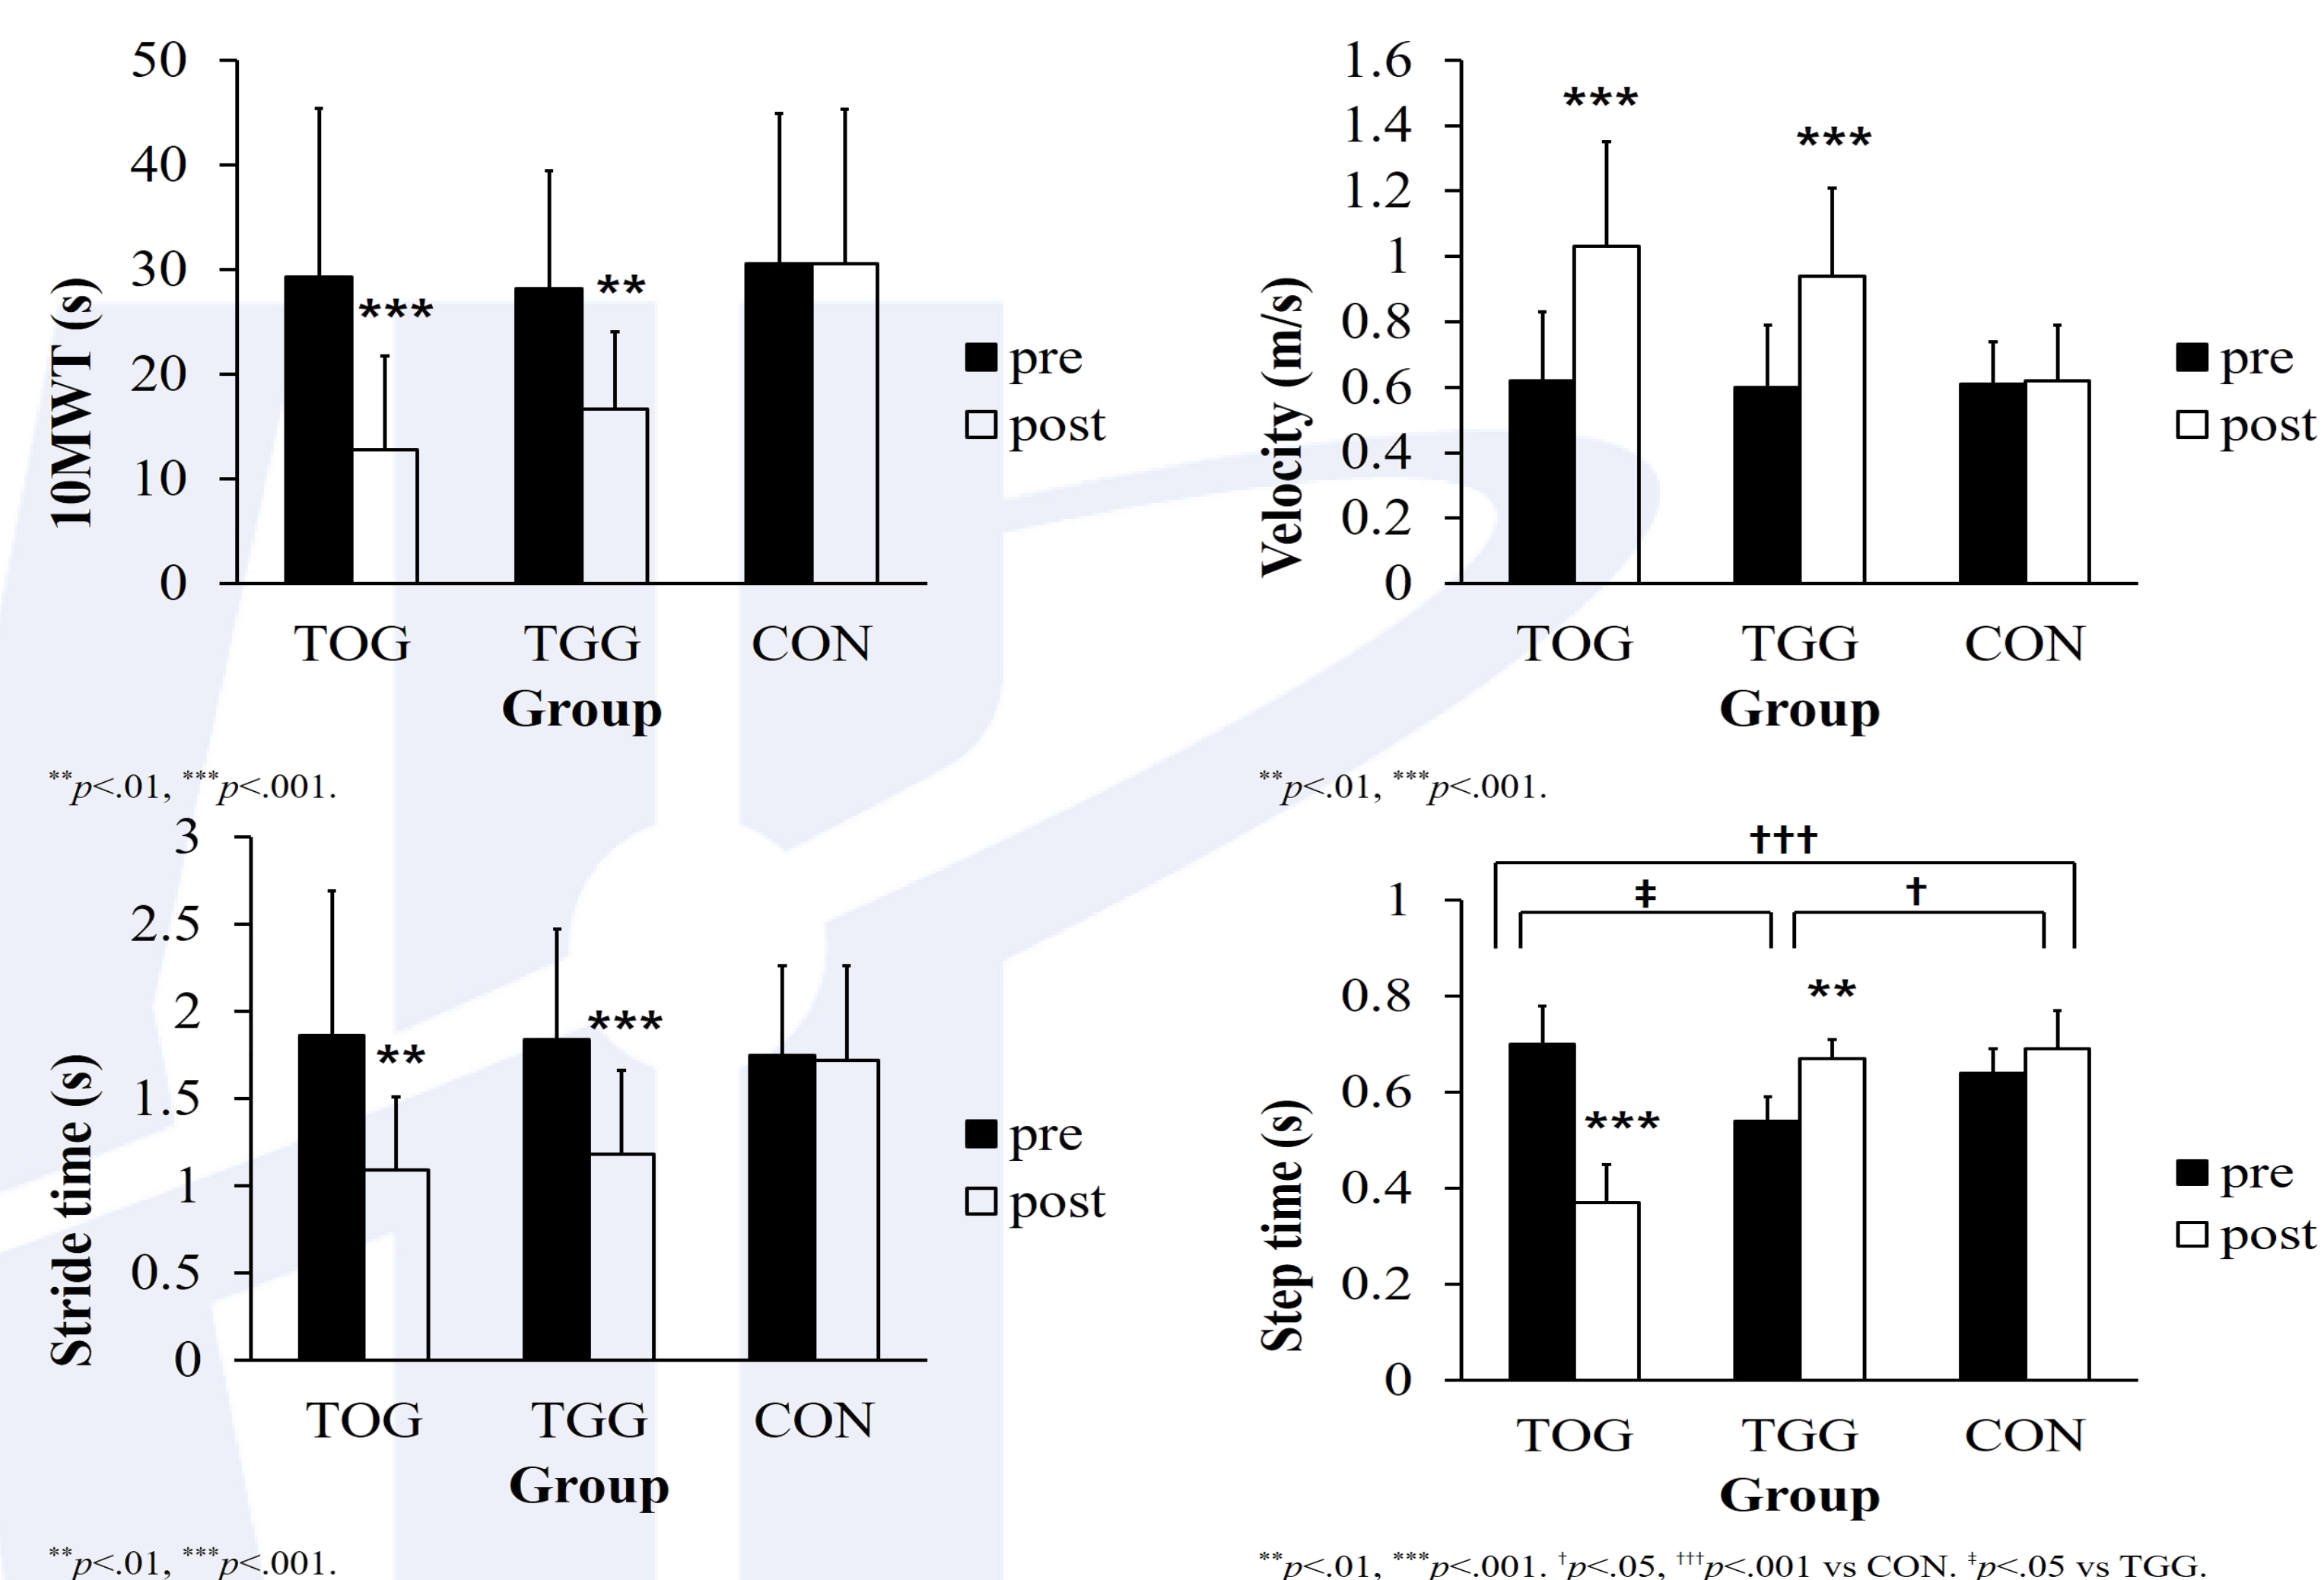 50
40
30
20
10
0
10MWT (s)
***
**
TOG TGG CON
Group
pre
post
**p<.01, ***p<.001.
1.6
1.4
1.2
1
0.8
0.6
0.4
0.2
0
Velocity (m/s)
***
***
TOG TGG CON
Group
pre
post
**p<.01, ***p<.001.
3
2.5
2
1.5
1
0.5
0
Stride time (s)
**
***
TOG TGG CON
Group
pre
post
**p<.01, ***p<.001.
†††
‡ †
1
0.8
0.6
0.4
0.2
0
Step time (s)
***
**
TOG TGG CON
Group
pre
post
**p<.01, ***p<.001. †p<.05, †††p<.001 vs CON. ‡p<.05 vs TGG.